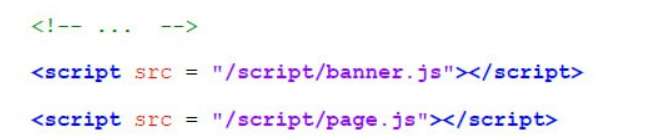 <!-- ...  -->
<script src = "/script/banner.js"></script>
<script src = "/script/page.js"></script>